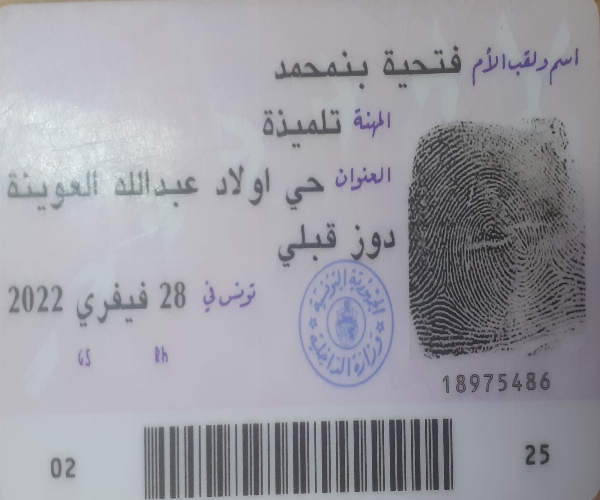 اسم ولقب الأم فتحية بنمحمد
المهنة تلميذة
العنوان حي اولاد عبدالله العوينة
دوز قبلي
تونس في 28 فيفري 2022
GS Rh
الجمهورية التونسية
وزارة الداخلية
18975486
02 25